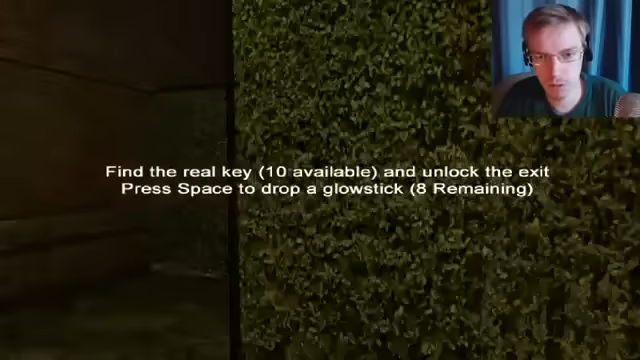 Find the real key (10 available) and unlock the exit
Press Space to drop a glowstick (8 Remaining)